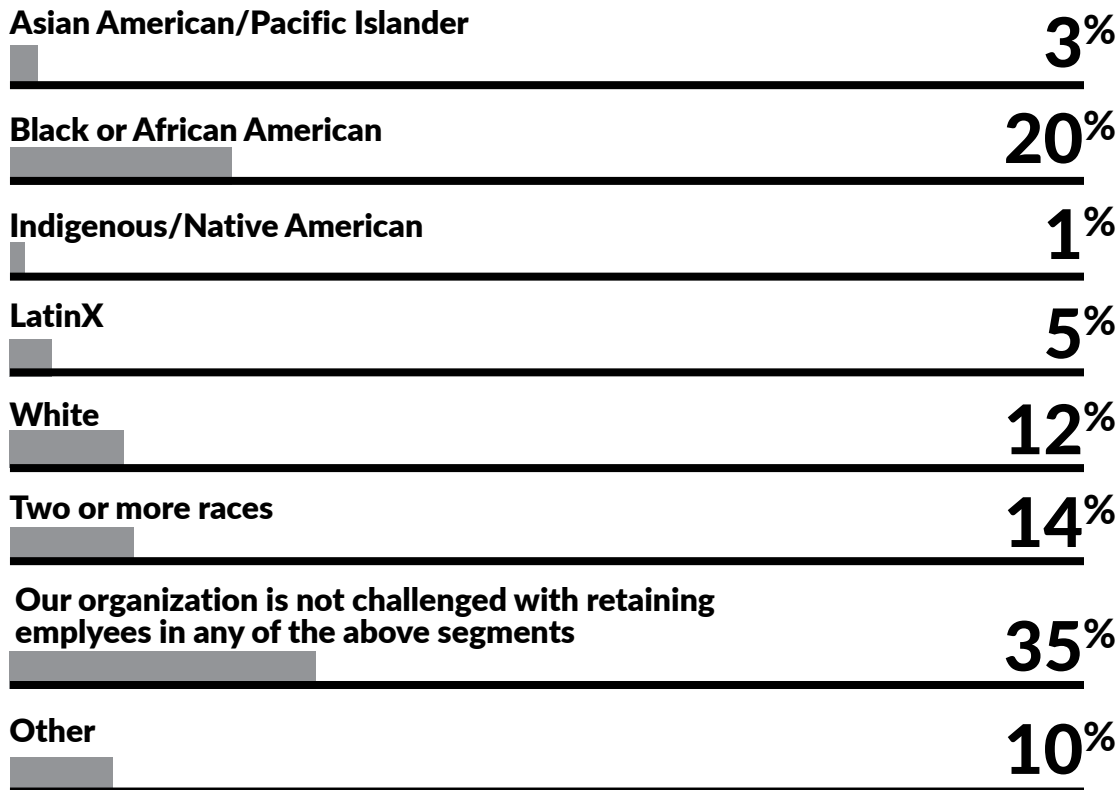 Asian American/Pacific Islander
3%
Black or African American
20%
Indigenous/Native American
1%
LatinX
5%
White
12%
Two or more races
14%
Our organization is not challenged with retaining
emplyees in any of the above segments
35%
Other
10%